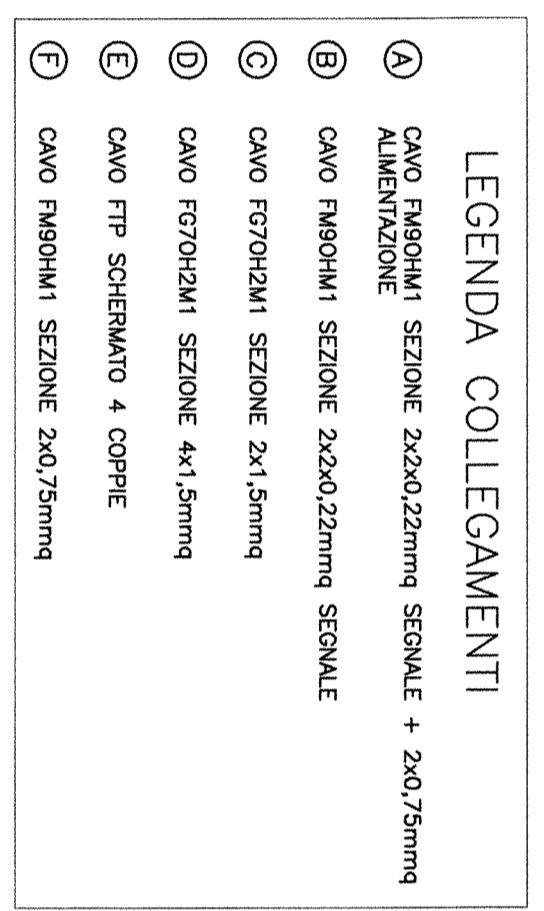 LEGENDA COLLEGAMENTI
A CAVO FM9OHM1 SEZIONE 2x2x0,22mmq SEGNALE + 2x0,75mmq
ALIMENTAZIONE
B CAVO FM9OHM1 SEZIONE 2x2x0,22mmq SEGNALE
C CAVO FG7OH2M1 SEZIONE 2x1,5mmq
D CAVO FG7OH2M1 SEZIONE 4x1,5mmq
E CAVO FTP SCHERMATO 4 COPPIE
F CAVO FM9OHM1 SEZIONE 2x0,75mmq